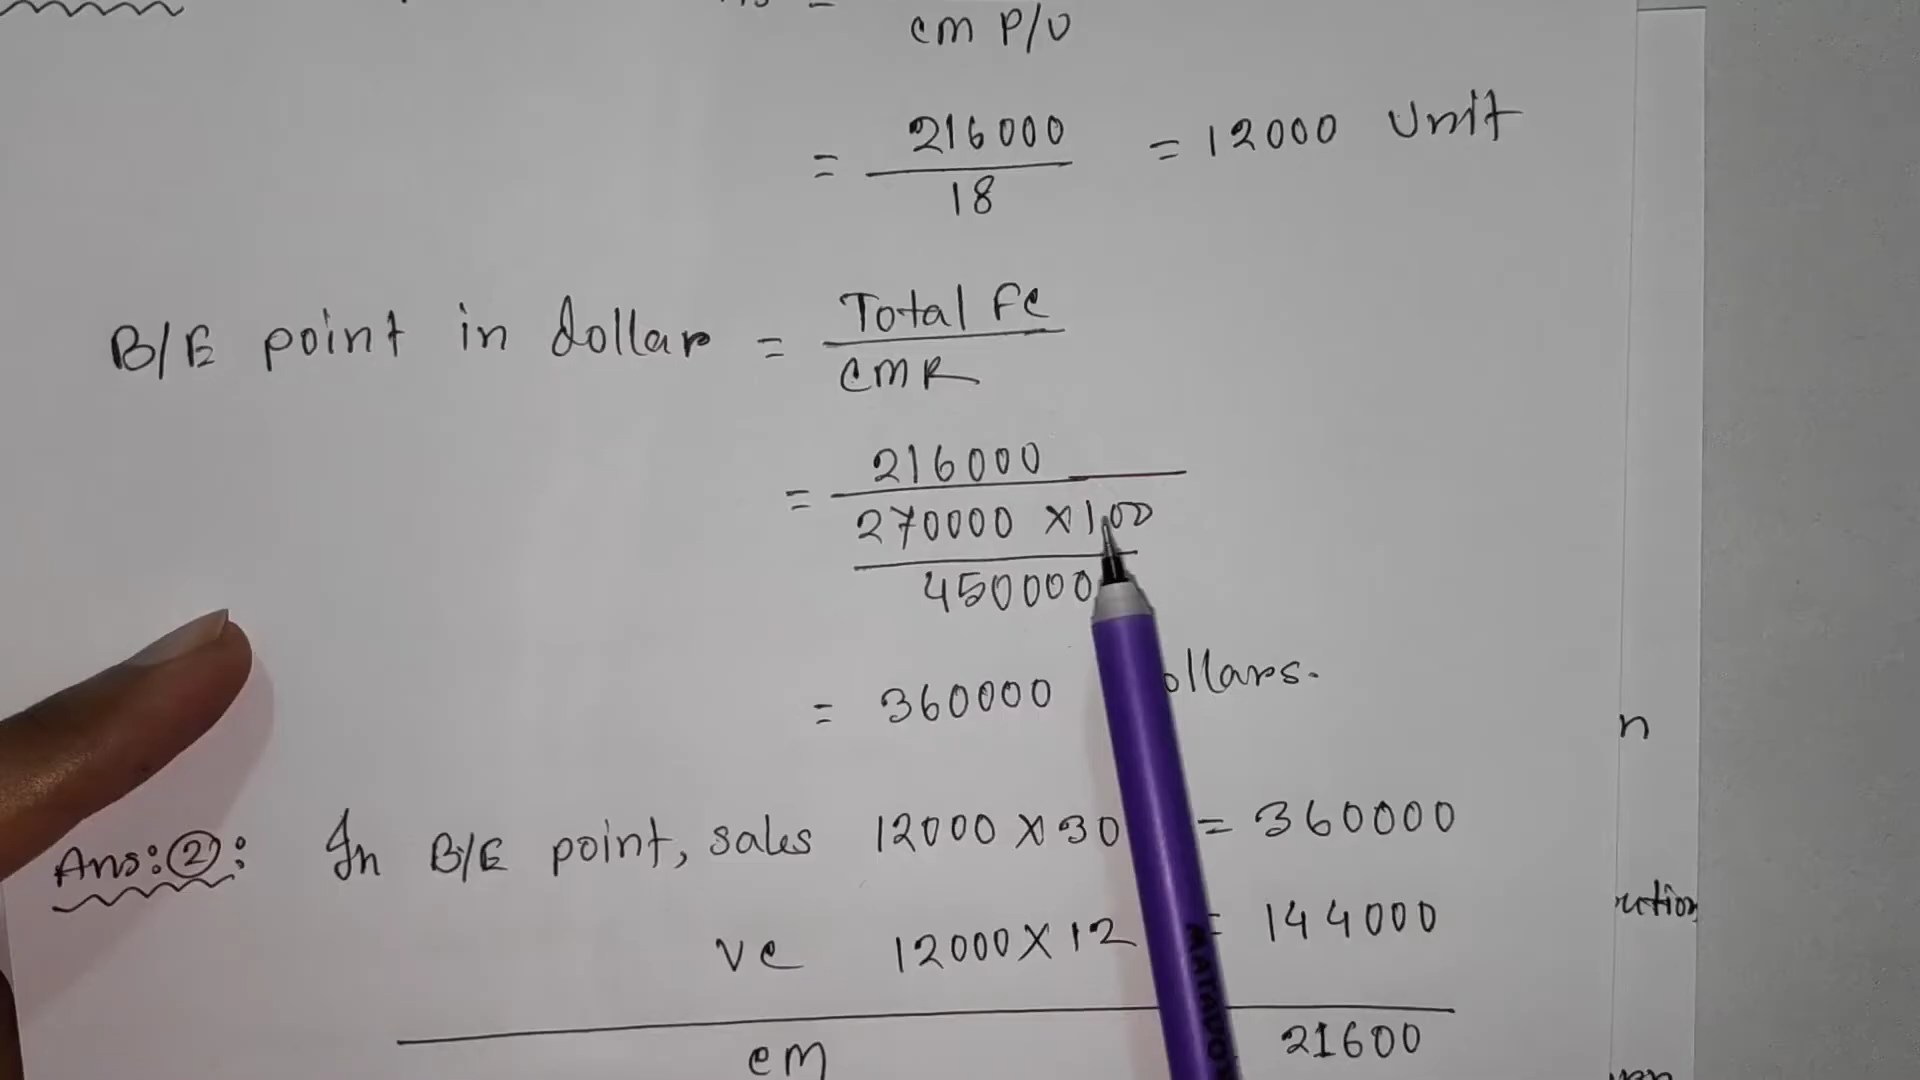 cm P/U
= 216000 / 18 = 12000 Unit
B/E point in dollar = Total FC / CMR
= 216000 / 270000 × 100 / 450000
= 360000 ollars.
n
Ans:②: In B/E point, sales 12000 × 30 = 360000
uction
VC 12000 × 12 = 144000
CM 21600